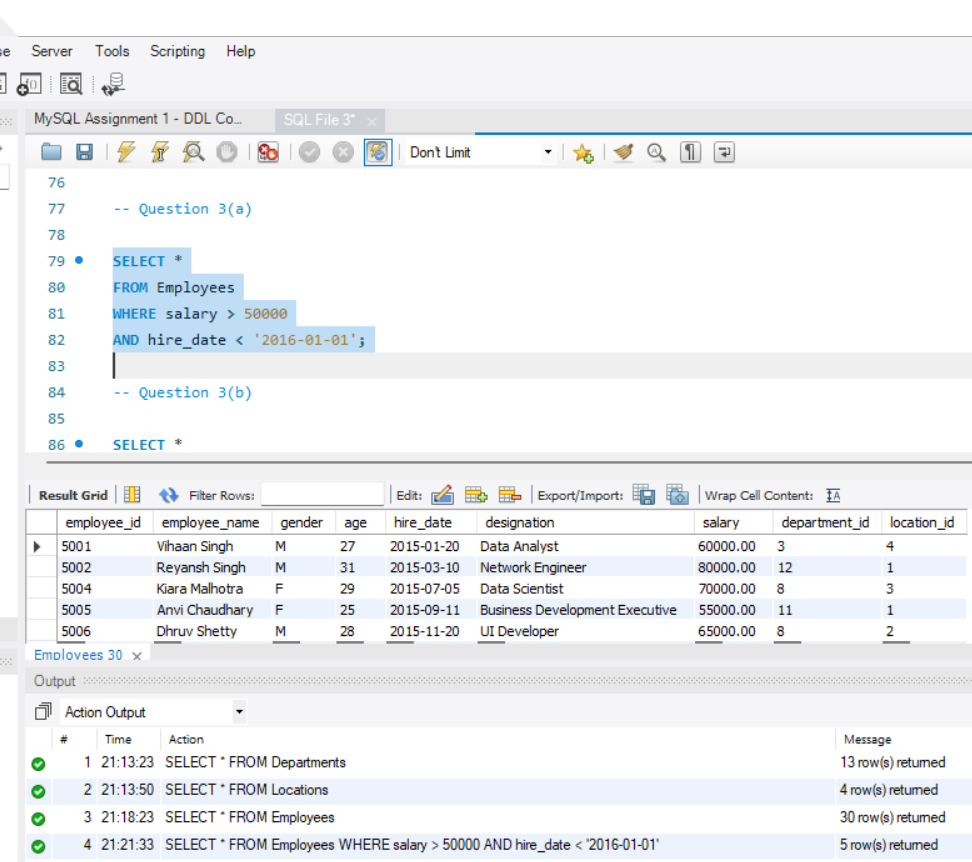 Server Tools Scripting Help
MySQL Assignment 1 - DDL Co... SQL File 3*
Don't Limit
76
77 -- Question 3(a)
78
79 SELECT *
80 FROM Employees
81 WHERE salary > 50000
82 AND hire_date < '2016-01-01';
83
84 -- Question 3(b)
85
86 SELECT *
Result Grid Filter Rows: Edit: Export/Import: Wrap Cell Content:
employee_id employee_name gender age hire_date designation salary department_id location_id
5001 Vihaan Singh M 27 2015-01-20 Data Analyst 60000.00 3 4
5002 Reyansh Singh M 31 2015-03-10 Network Engineer 80000.00 12 1
5004 Kiara Malhotra F 29 2015-07-05 Data Scientist 70000.00 8 3
5005 Anvi Chaudhary F 25 2015-09-11 Business Development Executive 55000.00 11 1
5006 Dhruv Shetty M 28 2015-11-20 UI Developer 65000.00 8 2
Employees 30
Output
Action Output
# Time Action Message
1 21:13:23 SELECT * FROM Departments 13 row(s) returned
2 21:13:50 SELECT * FROM Locations 4 row(s) returned
3 21:18:23 SELECT * FROM Employees 30 row(s) returned
4 21:21:33 SELECT * FROM Employees WHERE salary > 50000 AND hire_date < '2016-01-01' 5 row(s) returned